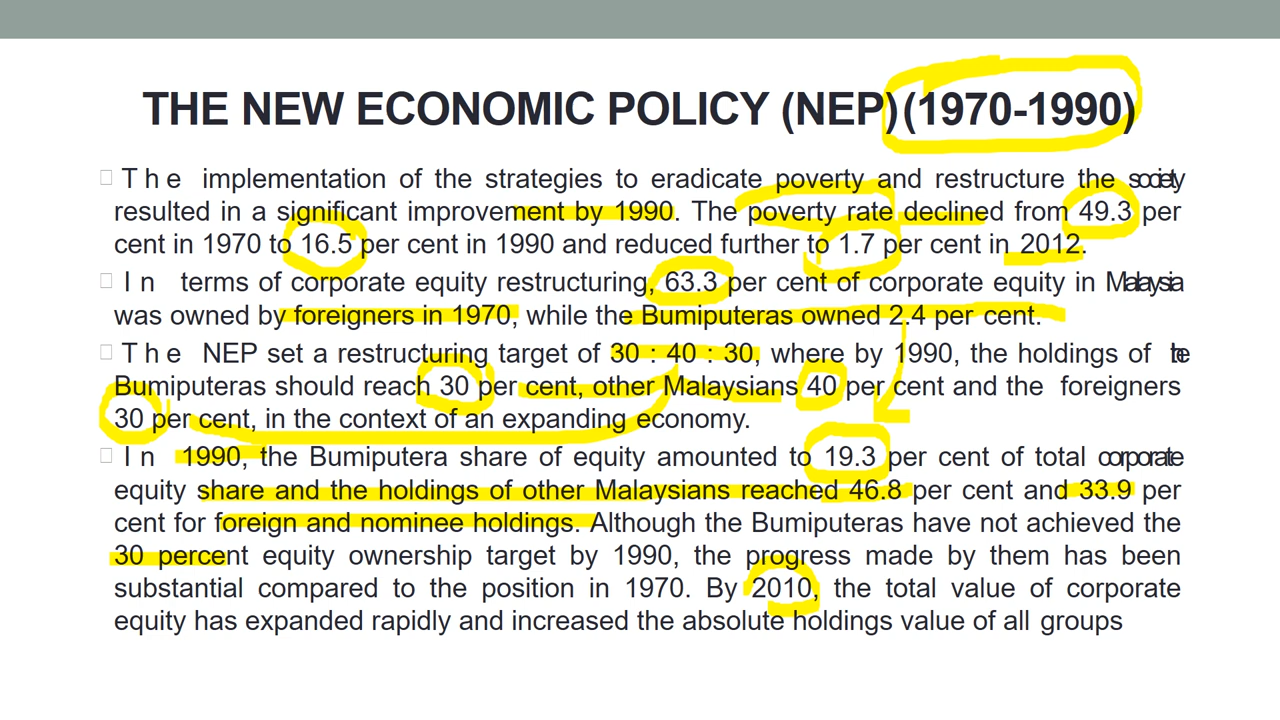 THE NEW ECONOMIC POLICY (NEP)(1970-1990)
The implementation of the strategies to eradicate poverty and restructure the society
resulted in a significant improvement by 1990. The poverty rate declined from 49.3 per
cent in 1970 to 16.5 per cent in 1990 and reduced further to 1.7 per cent in 2012.
In terms of corporate equity restructuring, 63.3 per cent of corporate equity in Malaysia
was owned by foreigners in 1970, while the Bumiputeras owned 2.4 per cent.
The NEP set a restructuring target of 30 : 40 : 30, where by 1990, the holdings of the
Bumiputeras should reach 30 per cent, other Malaysians 40 per cent and the foreigners
30 per cent, in the context of an expanding economy.
In 1990, the Bumiputera share of equity amounted to 19.3 per cent of total corporate
equity share and the holdings of other Malaysians reached 46.8 per cent and 33.9 per
cent for foreign and nominee holdings. Although the Bumiputeras have not achieved the
30 percent equity ownership target by 1990, the progress made by them has been
substantial compared to the position in 1970. By 2010, the total value of corporate
equity has expanded rapidly and increased the absolute holdings value of all groups